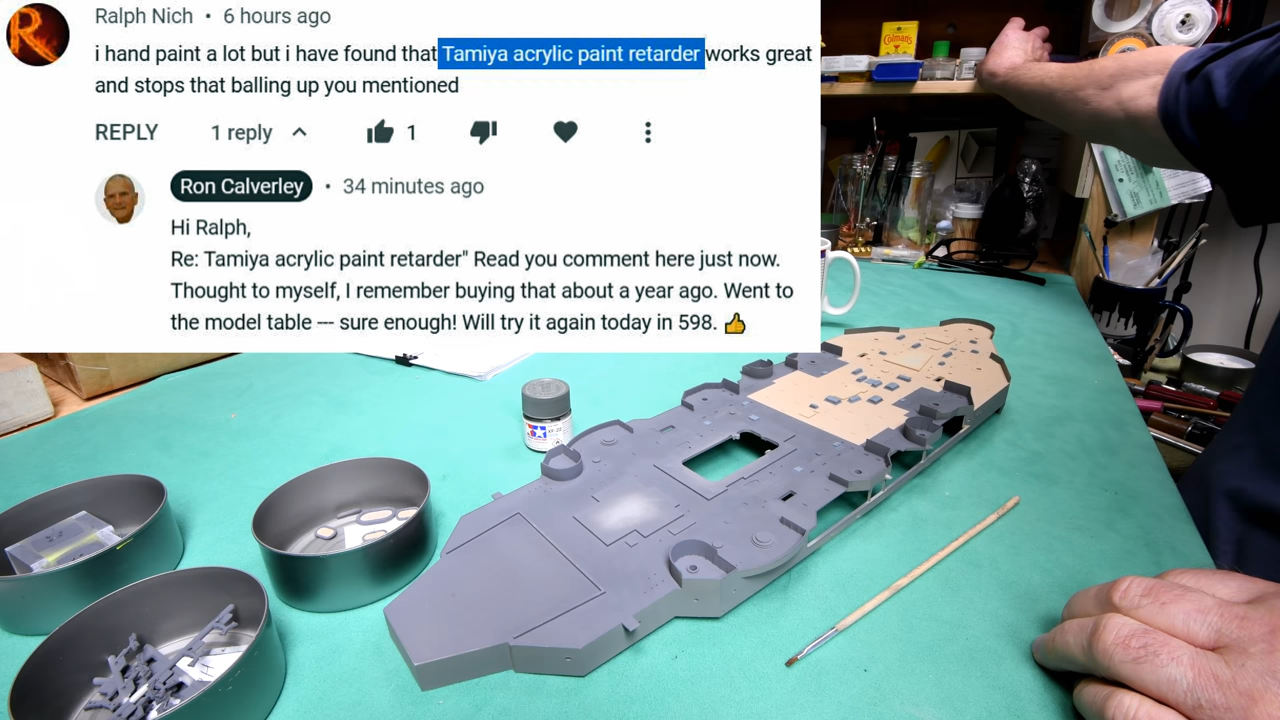 Ralph Nich • 6 hours ago
i hand paint a lot but i have found that Tamiya acrylic paint retarder works great
and stops that balling up you mentioned
REPLY 1 reply 1
Ron Calverley • 34 minutes ago
Hi Ralph,
Re: Tamiya acrylic paint retarder" Read you comment here just now.
Thought to myself, I remember buying that about a year ago. Went to
the model table --- sure enough! Will try it again today in 598. 👍
Colman's
XF-22